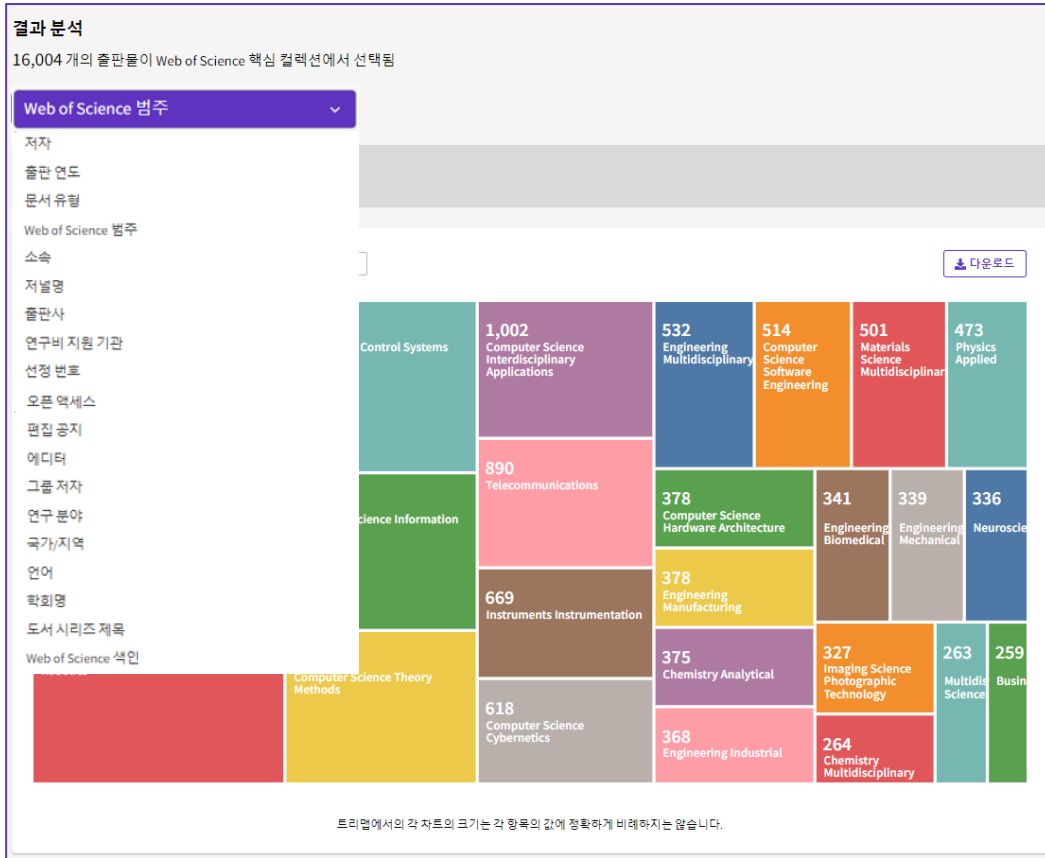 결과 분석
16,004 개의 출판물이 Web of Science 핵심 컬렉션에서 선택됨
Web of Science 범주
저자
출판 연도
문서 유형
Web of Science 범주
소속
저널명
출판사
연구비 지원 기관
선정 번호
오픈 액세스
편집 공지
에디터
그룹 저자
연구 분야
국가/지역
언어
학회명
도서 시리즈 제목
Web of Science 색인
다운로드
Control Systems
cience Information
Computer Science Theory
Methods
1,002
Computer Science
Interdisciplinary
Applications
890
Telecommunications
669
Instruments Instrumentation
618
Computer Science
Cybernetics
532
Engineering
Multidisciplinary
514
Computer
Science
Software
Engineering
501
Materials
Science
Multidisciplinar
473
Physics
Applied
378
Computer Science
Hardware Architecture
378
Engineering
Manufacturing
375
Chemistry Analytical
368
Engineering Industrial
341
Engineering
Biomedical
339
Engineering
Mechanical
336
Neuroscie
327
Imaging Science
Photographic
Technology
264
Chemistry
Multidisciplinary
263
Multidis
Science
259
Busin
트리맵에서의 각 차트의 크기는 각 항목의 값에 정확하게 비례하지는 않습니다.